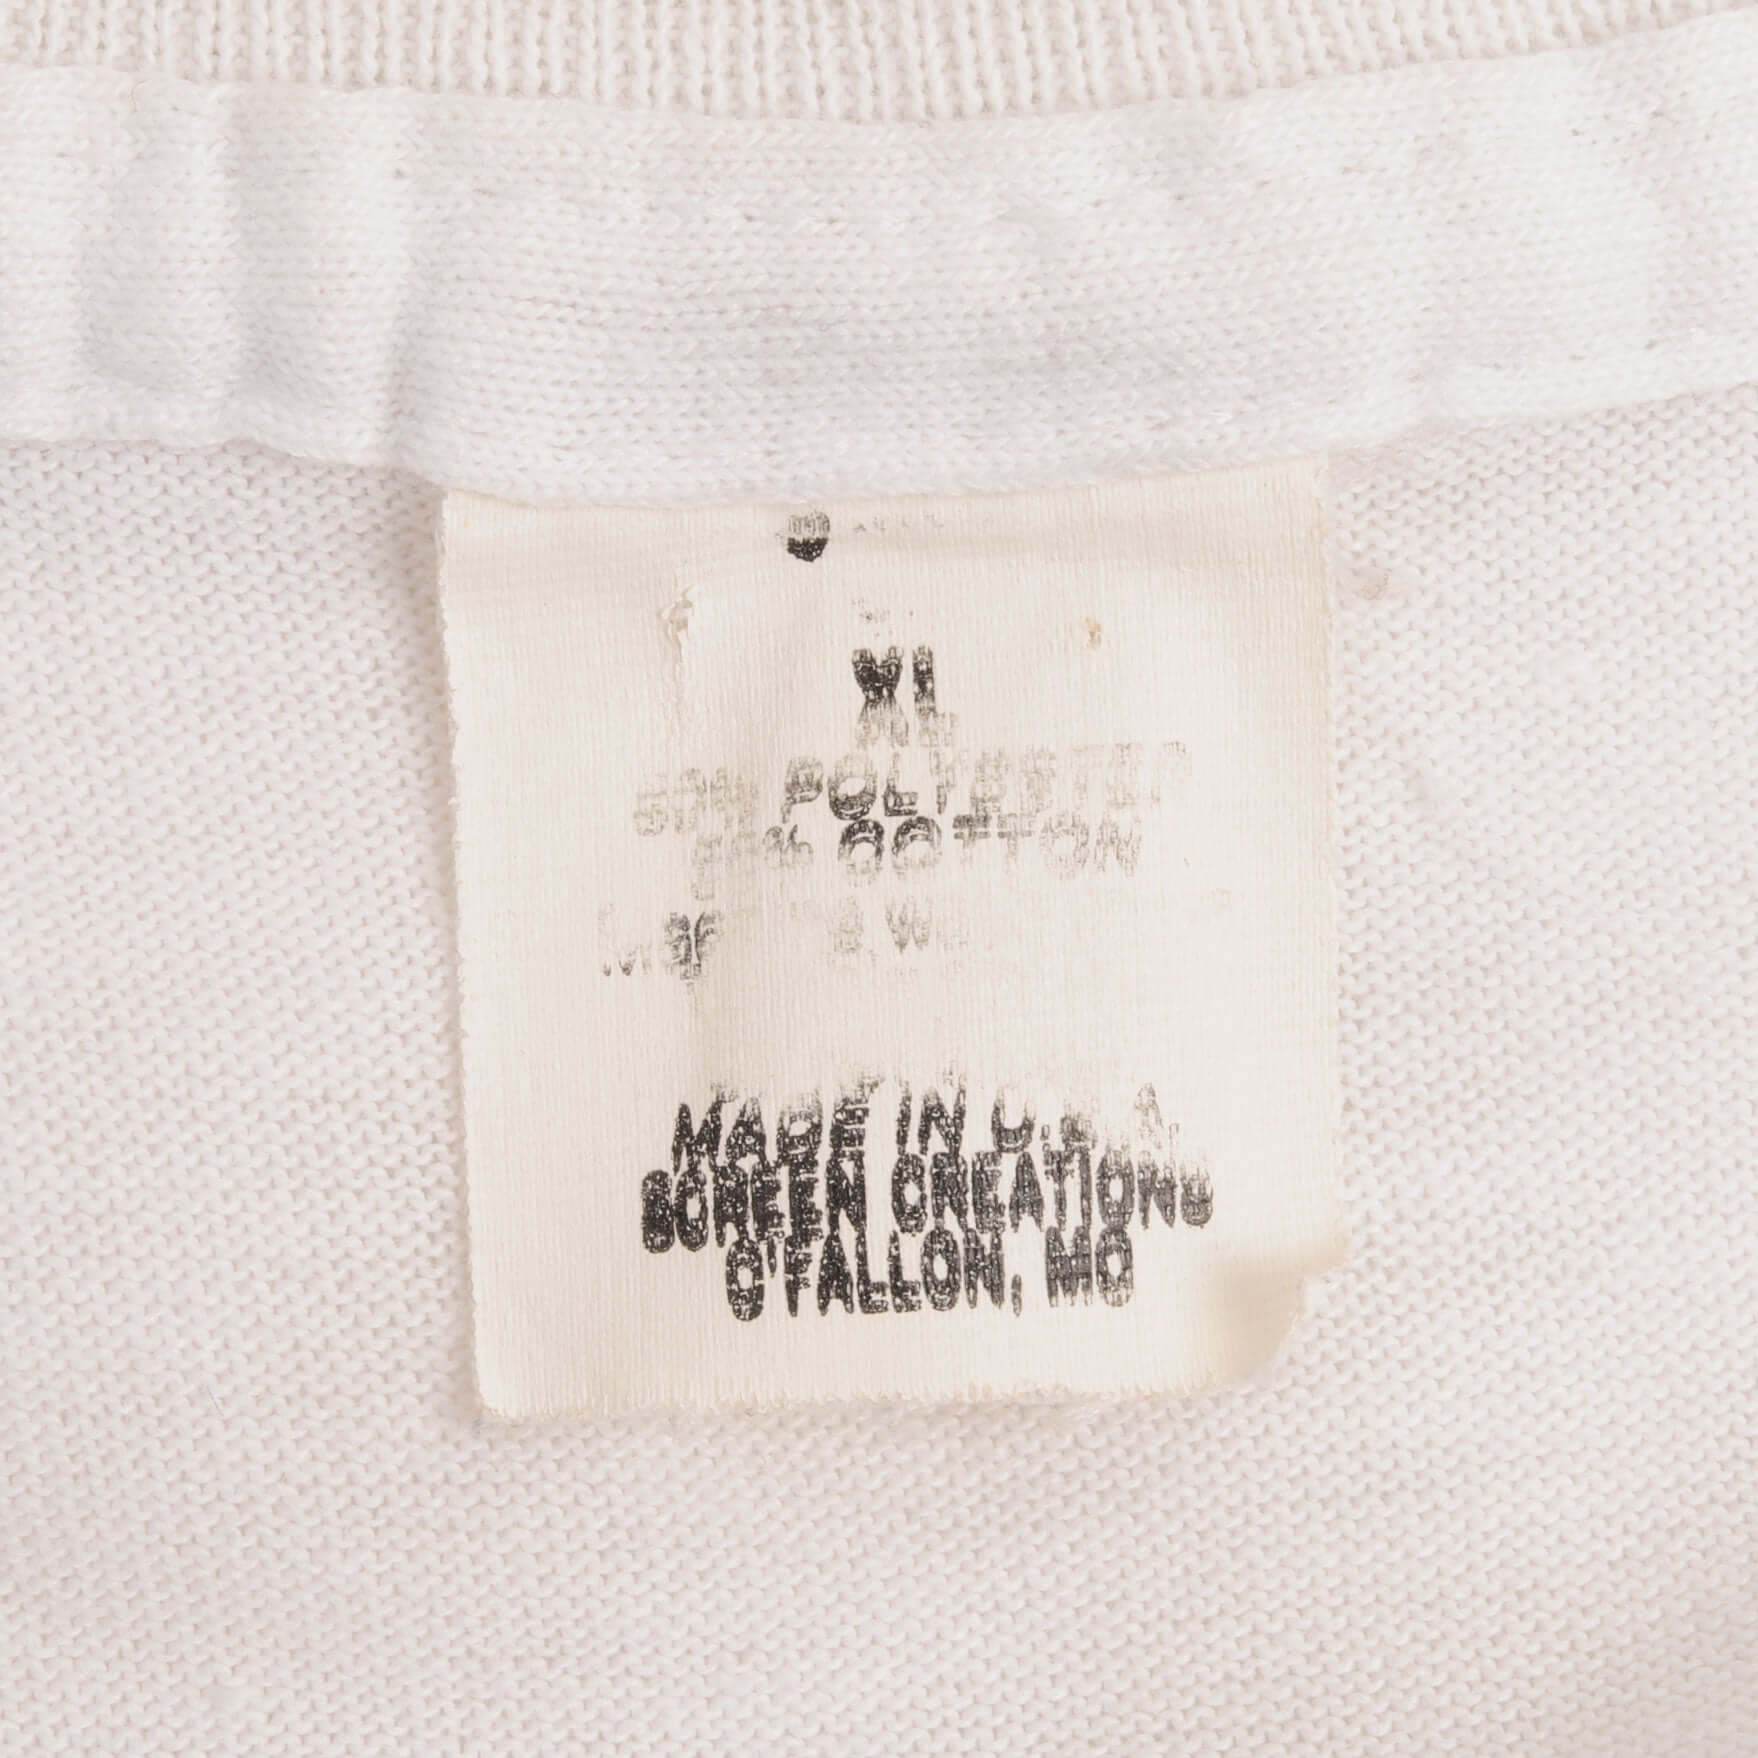 XL
50% POLYESTER
50% COTTON
MADE IN U.S.A.
SCREEN CREATIONS
O'FALLON, MO